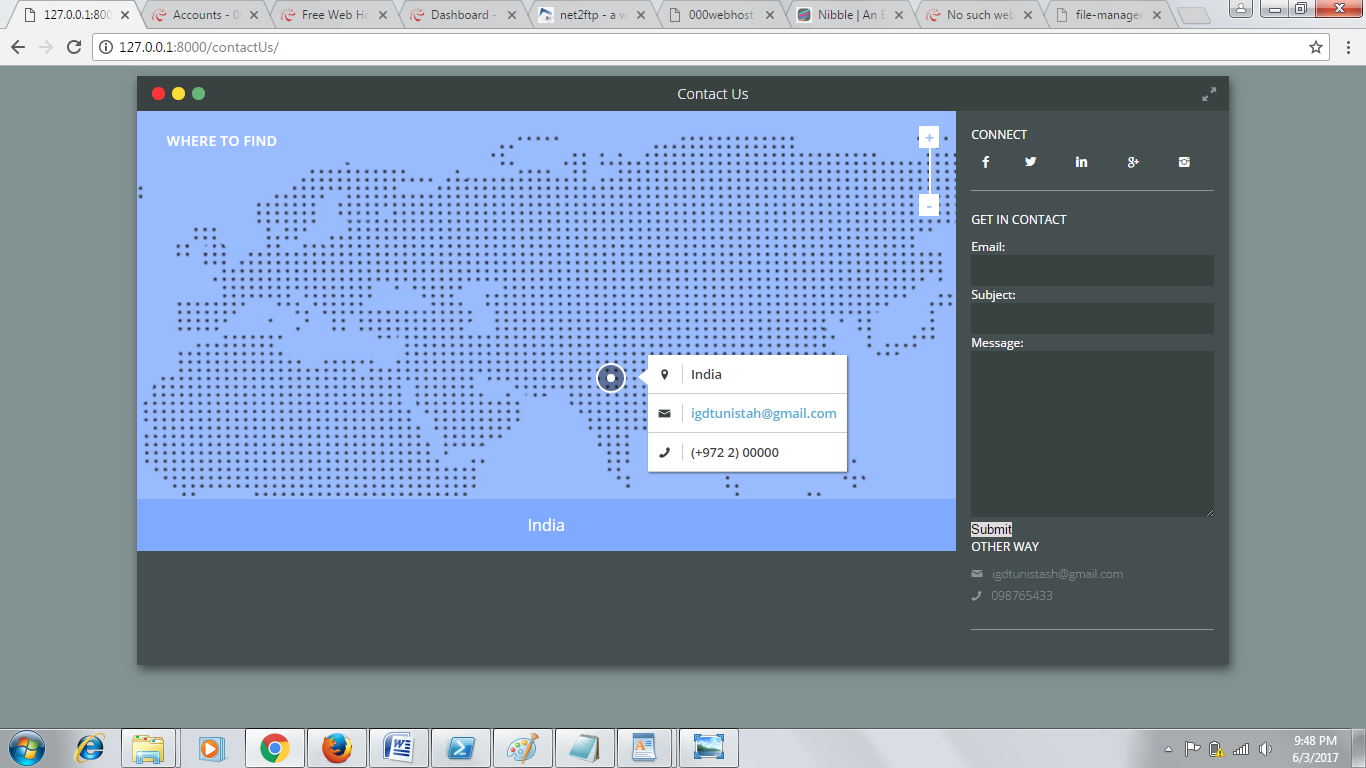 127.0.0.1:800
Accounts - 0
Free Web Ho
Dashboard -
net2ftp - a w
000webhost
Nibble | An E
No such web
file-manager
127.0.0.1:8000/contactUs/
Contact Us
WHERE TO FIND
+
-
India
igdtunistah@gmail.com
(+972 2) 00000
India
CONNECT
GET IN CONTACT
Email:
Subject:
Message:
Submit
OTHER WAY
igdtunistash@gmail.com
098765433
9:48 PM
6/3/2017